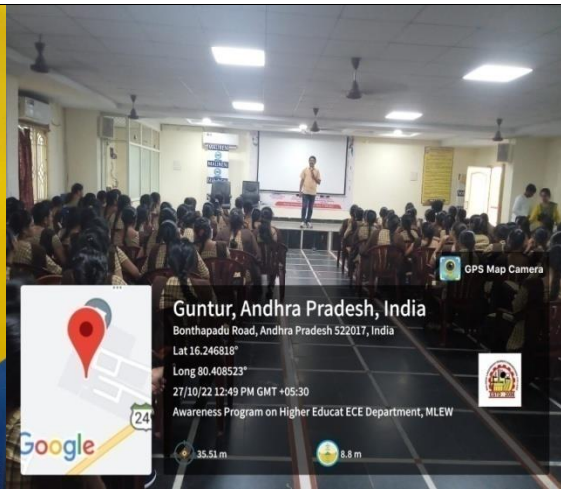 GPS Map Camera
Guntur, Andhra Pradesh, India
Bonthapadu Road, Andhra Pradesh 522017, India
Lat 16.246818°
Long 80.408523°
27/10/22 12:49 PM GMT +05:30
Awareness Program on Higher Educat ECE Department, MLEW
24
Google
35.51 m
8.8 m